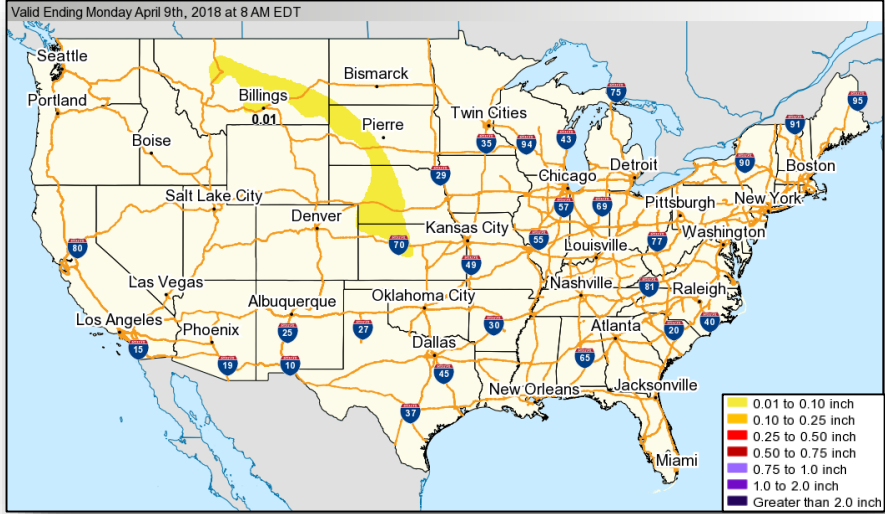 Valid Ending Monday April 9th, 2018 at 8 AM EDT
Seattle
Portland
Billings
0.01
Bismarck
Pierre
Twin Cities
Boise
Salt Lake City
Denver
Chicago
Detroit
Boston
New York
Pittsburgh
Washington
Kansas City
Louisville
Las Vegas
Los Angeles
Phoenix
Albuquerque
Oklahoma City
Nashville
Raleigh
Dallas
Atlanta
New Orleans
Jacksonville
Miami
75
95
91
90
35
94
43
29
57
69
80
70
55
77
49
81
25
27
30
20
40
15
19
10
45
65
37
0.01 to 0.10 inch
0.10 to 0.25 inch
0.25 to 0.50 inch
0.50 to 0.75 inch
0.75 to 1.0 inch
1.0 to 2.0 inch
Greater than 2.0 inch